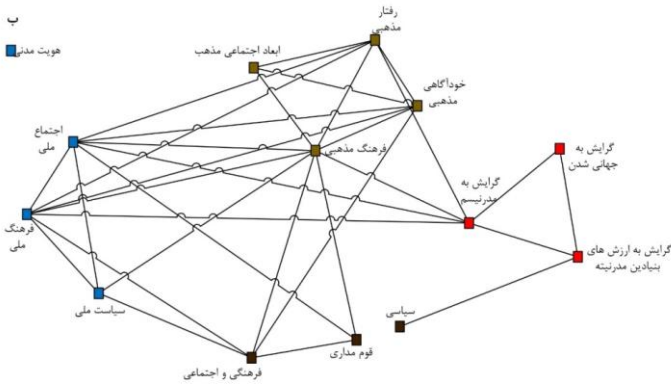 ب
رفتار
مذهبی
ابعاد اجتماعی مذهب
هویت مدنی
خودآگاهی
مذهبی
اجتماع
ملی
فرهنگ مذهبی
گرایش به
جهانی شدن
گرایش به
مدرنیسم
فرهنگ
ملی
گرایش به ارزش های
بنیادین مدرنیته
سیاست ملی
سیاسی
قوم مداری
فرهنگی و اجتماعی